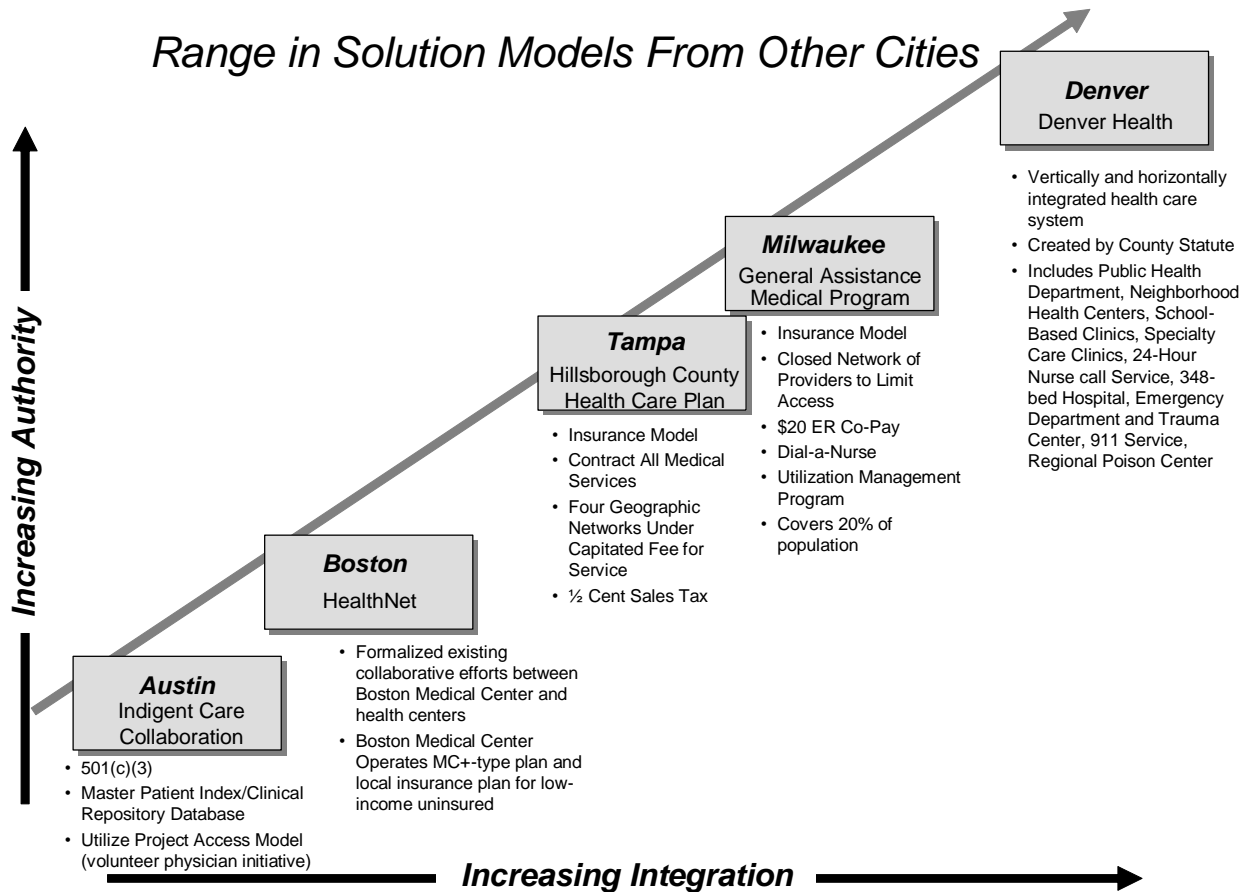 Range in Solution Models From Other Cities
Increasing Authority
Denver
Denver Health
• Vertically and horizontally
integrated health care
system
• Created by County Statute
• Includes Public Health
Department, Neighborhood
Health Centers, School-
Based Clinics, Specialty
Care Clinics, 24-Hour
Nurse call Service, 348-
bed Hospital, Emergency
Department and Trauma
Center, 911 Service,
Regional Poison Center
Milwaukee
General Assistance
Medical Program
• Insurance Model
• Closed Network of
Providers to Limit
Access
• $20 ER Co-Pay
• Dial-a-Nurse
• Utilization Management
Program
• Covers 20% of
population
Tampa
Hillsborough County
Health Care Plan
• Insurance Model
• Contract All Medical
Services
• Four Geographic
Networks Under
Capitated Fee for
Service
• ½ Cent Sales Tax
Boston
HealthNet
• Formalized existing
collaborative efforts between
Boston Medical Center and
health centers
• Boston Medical Center
Operates MC+-type plan and
local insurance plan for low-
income uninsured
Austin
Indigent Care
Collaboration
• 501(c)(3)
• Master Patient Index/Clinical
Repository Database
• Utilize Project Access Model
(volunteer physician initiative)
Increasing Integration